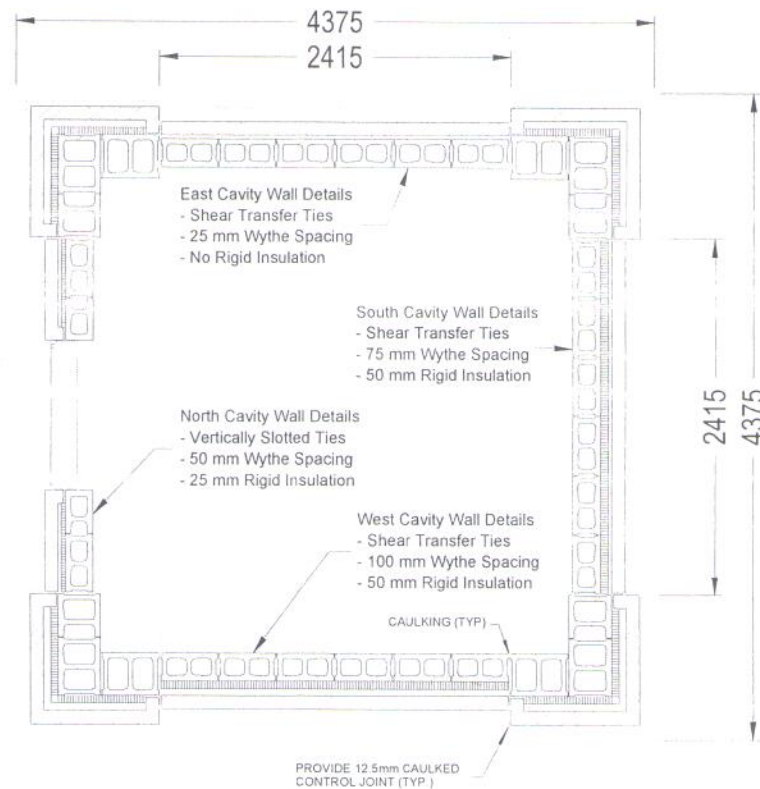 4375
2415
East Cavity Wall Details
- Shear Transfer Ties
- 25 mm Wythe Spacing
- No Rigid Insulation
South Cavity Wall Details
- Shear Transfer Ties
- 75 mm Wythe Spacing
- 50 mm Rigid Insulation
2415
4375
North Cavity Wall Details
- Vertically Slotted Ties
- 50 mm Wythe Spacing
- 25 mm Rigid Insulation
West Cavity Wall Details
- Shear Transfer Ties
- 100 mm Wythe Spacing
- 50 mm Rigid Insulation
CAULKING (TYP)
PROVIDE 12.5mm CAULKED
CONTROL JOINT (TYP.)